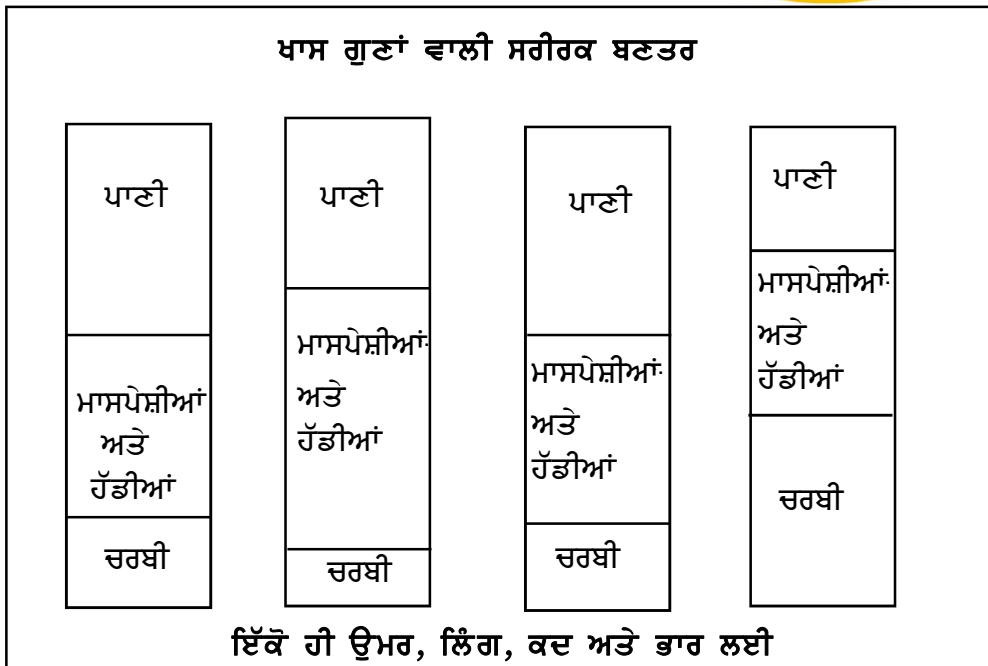 ਖਾਸ ਗੁਣਾਂ ਵਾਲੀ ਸਰੀਰਕ ਬਣਤਰ
ਪਾਣੀ
ਮਾਸਪੇਸ਼ੀਆਂ
ਅਤੇ
ਹੱਡੀਆਂ
ਚਰਬੀ
ਪਾਣੀ
ਮਾਸਪੇਸ਼ੀਆਂ
ਅਤੇ
ਹੱਡੀਆਂ
ਚਰਬੀ
ਪਾਣੀ
ਮਾਸਪੇਸ਼ੀਆਂ
ਅਤੇ
ਹੱਡੀਆਂ
ਚਰਬੀ
ਪਾਣੀ
ਮਾਸਪੇਸ਼ੀਆਂ
ਅਤੇ
ਹੱਡੀਆਂ
ਚਰਬੀ
ਇੱਕੋ ਹੀ ਉਮਰ, ਲਿੰਗ, ਕਦ ਅਤੇ ਭਾਰ ਲਈ